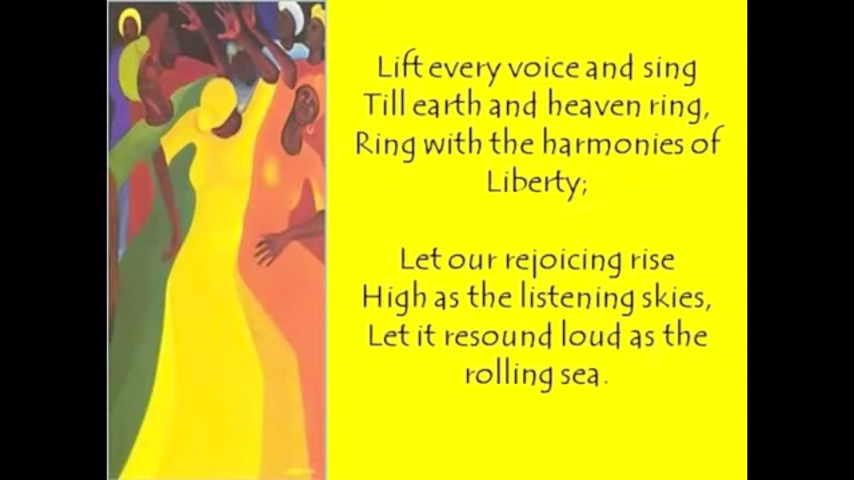 Lift every voice and sing
Till earth and heaven ring,
Ring with the harmonies of
Liberty;
Let our rejoicing rise
High as the listening skies,
Let it resound loud as the
rolling sea.